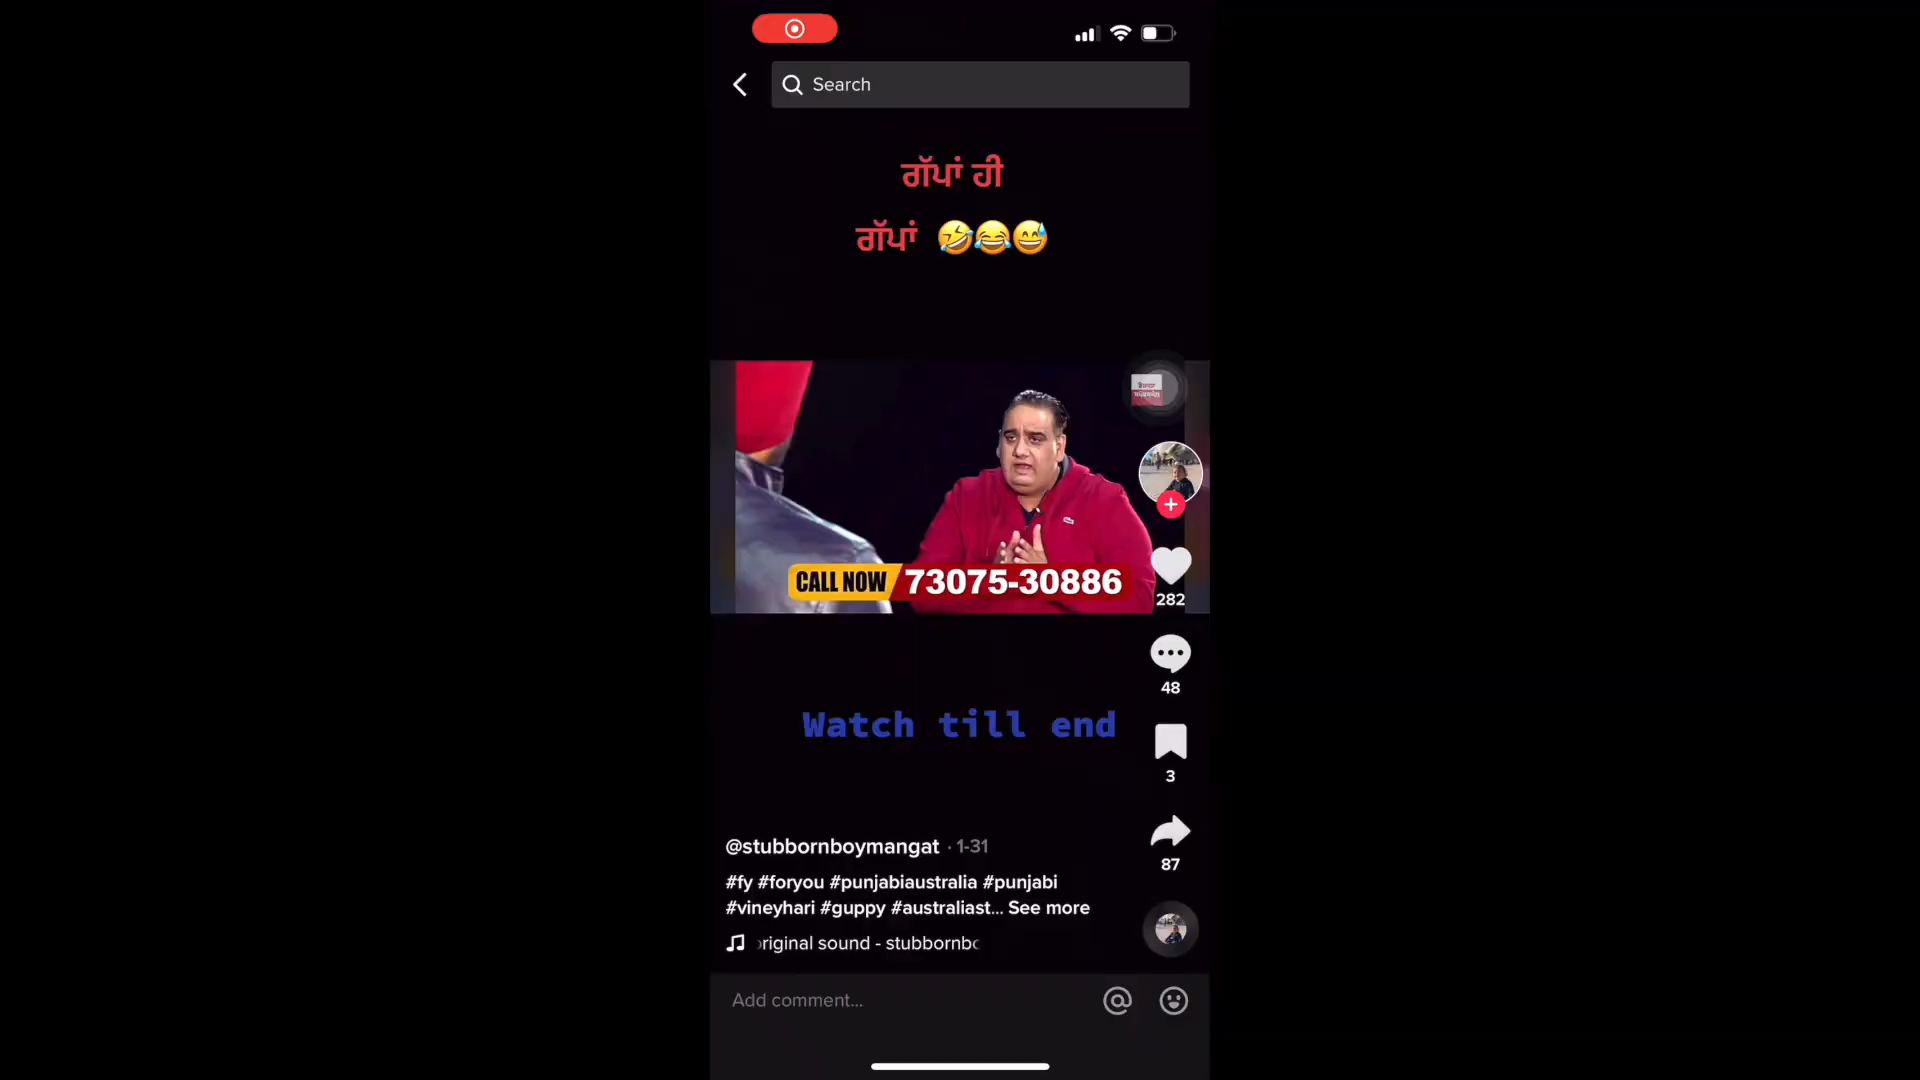 Search
ਗੱਪਾਂ ਹੀ
ਗੱਪਾਂ 🤣😂😅
CALL NOW 73075-30886
282
48
Watch till end
3
@stubbornboymangat · 1-31
87
#fy #foryou #punjabiaustralia #punjabi
#vineyhari #guppy #australiast... See more
riginal sound - stubbornbo
Add comment...